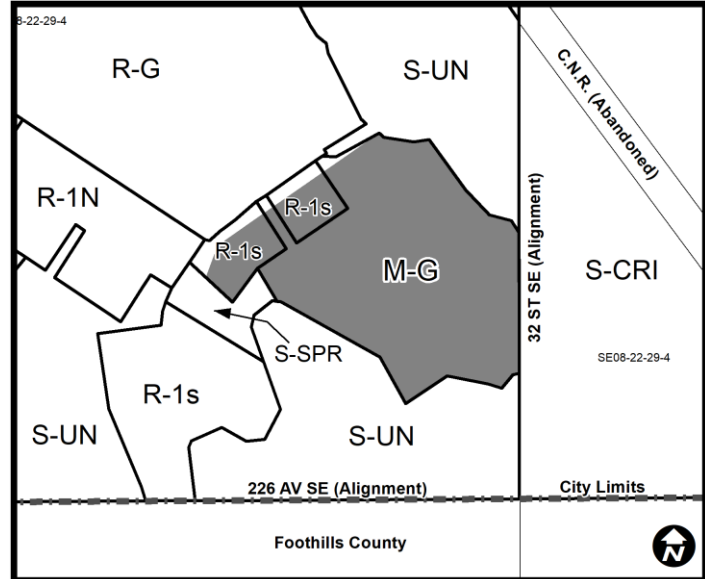 8-22-29-4
R-G
S-UN
C.N.R. (Abandoned)
R-1N
R-1s
R-1s
M-G
32 ST SE (Alignment)
S-CRI
S-SPR
SE08-22-29-4
R-1s
S-UN
S-UN
226 AV SE (Alignment)
City Limits
Foothills County
N